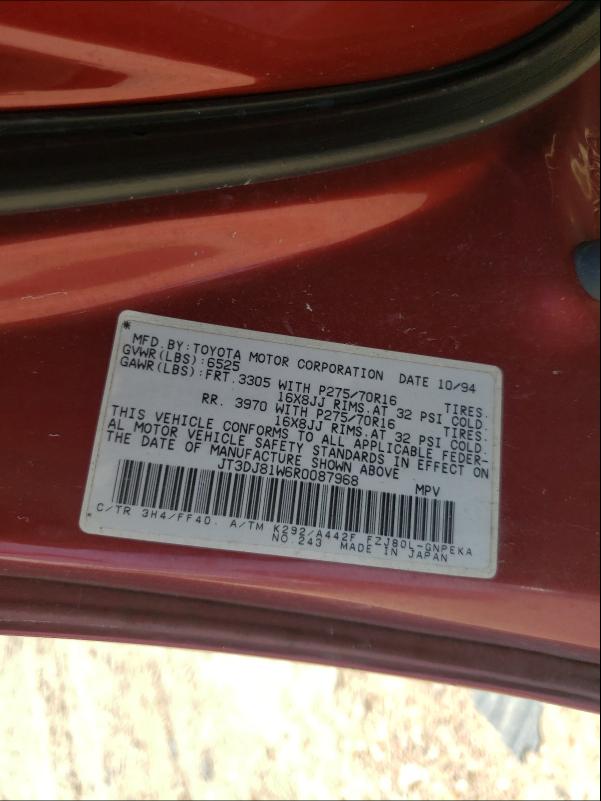 *
MFD.BY:TOYOTA MOTOR CORPORATION DATE 10/94
GVWR(LBS):6525
GAWR(LBS):FRT.3305 WITH P275/70R16 TIRES.
16X8JJ RIMS.AT 32 PSI COLD.
RR. 3970 WITH P275/70R16 TIRES.
16X8JJ RIMS.AT 32 PSI COLD.
THIS VEHICLE CONFORMS TO ALL APPLICABLE FEDER-
AL MOTOR VEHICLE SAFETY STANDARDS IN EFFECT ON
THE DATE OF MANUFACTURE SHOWN ABOVE
JT3DJ81W6R0087968 MPV
C/TR 3H4/FF40. A/TM K292/A442F FZJ80L-GNPEKA
NO.243 MADE IN JAPAN